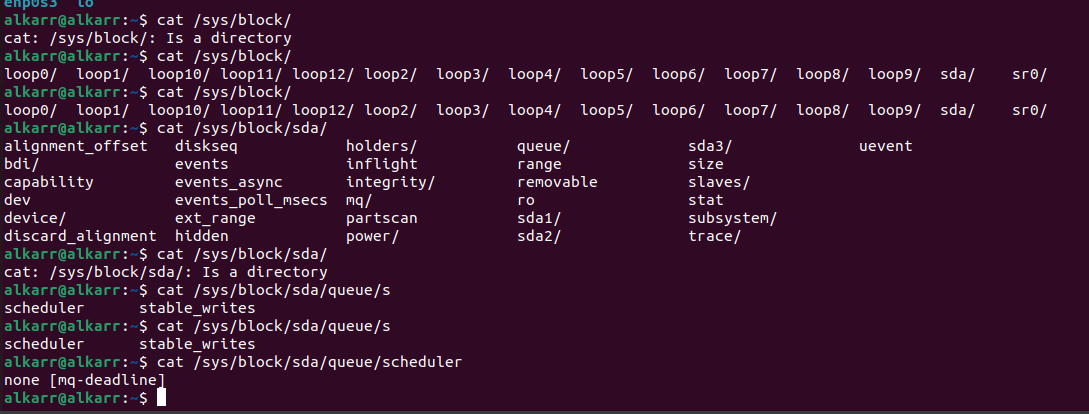 enp0s3  lo
alkarr@alkarr:~$ cat /sys/block/
cat: /sys/block/: Is a directory
alkarr@alkarr:~$ cat /sys/block/
loop0/  loop1/  loop10/ loop11/ loop12/ loop2/  loop3/  loop4/  loop5/  loop6/  loop7/  loop8/  loop9/  sda/    sr0/
alkarr@alkarr:~$ cat /sys/block/
loop0/  loop1/  loop10/ loop11/ loop12/ loop2/  loop3/  loop4/  loop5/  loop6/  loop7/  loop8/  loop9/  sda/    sr0/
alkarr@alkarr:~$ cat /sys/block/sda/
alignment_offset   diskseq            holders/           queue/             sda3/              uevent
bdi/               events             inflight           range              size
capability         events_async       integrity/         removable          slaves/
dev                events_poll_msecs  mq/                ro                 stat
device/            ext_range          partscan           sda1/              subsystem/
discard_alignment  hidden             power/             sda2/              trace/
alkarr@alkarr:~$ cat /sys/block/sda/
cat: /sys/block/sda/: Is a directory
alkarr@alkarr:~$ cat /sys/block/sda/queue/s
scheduler      stable_writes
alkarr@alkarr:~$ cat /sys/block/sda/queue/s
scheduler      stable_writes
alkarr@alkarr:~$ cat /sys/block/sda/queue/scheduler
none [mq-deadline]
alkarr@alkarr:~$